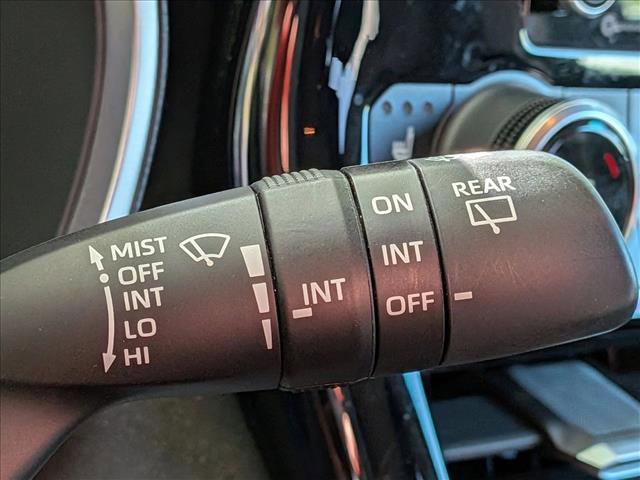 MIST
OFF
INT
LO
HI
INT
ON
INT
OFF
REAR